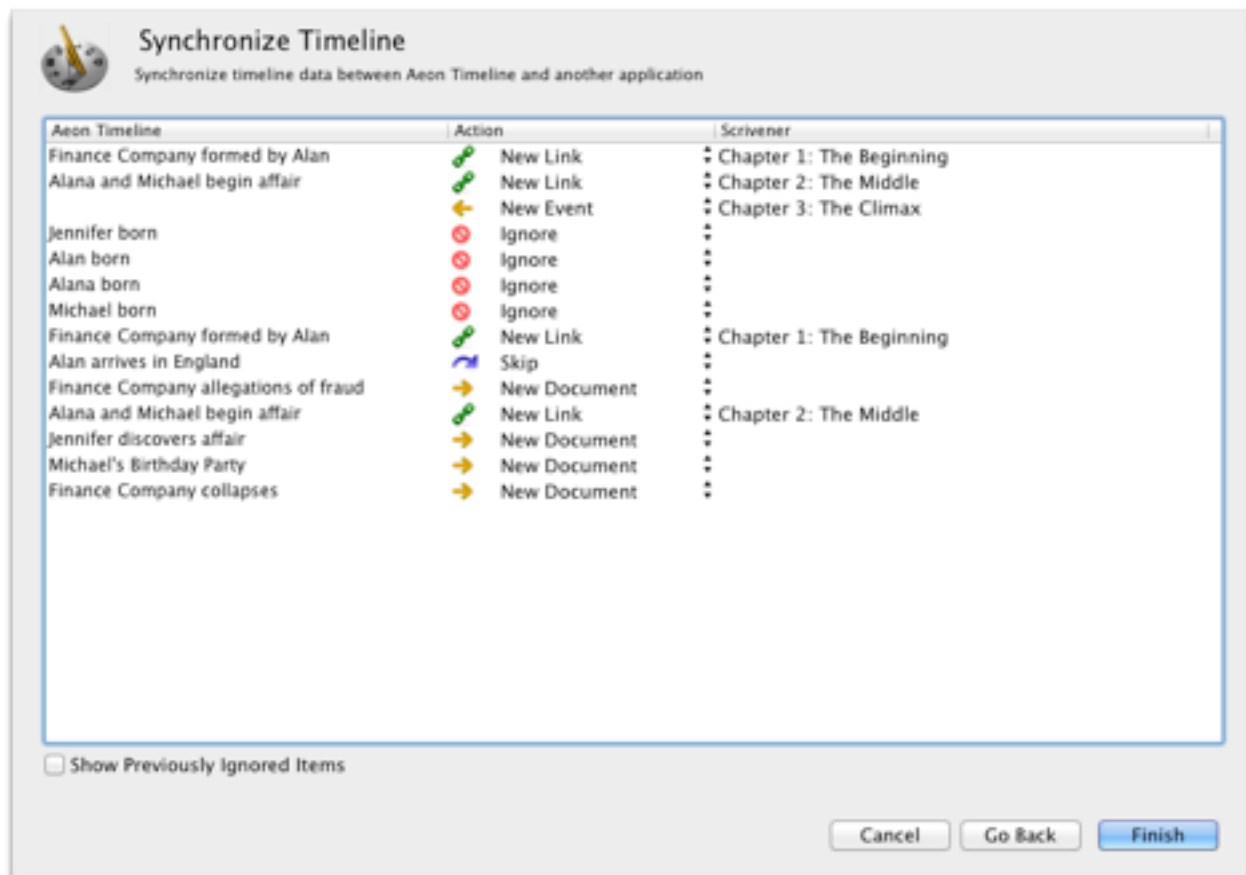 Synchronize Timeline
Synchronize timeline data between Aeon Timeline and another application
Aeon Timeline Action Scrivener
Finance Company formed by Alan New Link Chapter 1: The Beginning
Alana and Michael begin affair New Link Chapter 2: The Middle
New Event Chapter 3: The Climax
Jennifer born Ignore
Alan born Ignore
Alana born Ignore
Michael born Ignore
Finance Company formed by Alan New Link Chapter 1: The Beginning
Alan arrives in England Skip
Finance Company allegations of fraud New Document
Alana and Michael begin affair New Link Chapter 2: The Middle
Jennifer discovers affair New Document
Michael's Birthday Party New Document
Finance Company collapses New Document
Show Previously Ignored Items
Cancel Go Back Finish